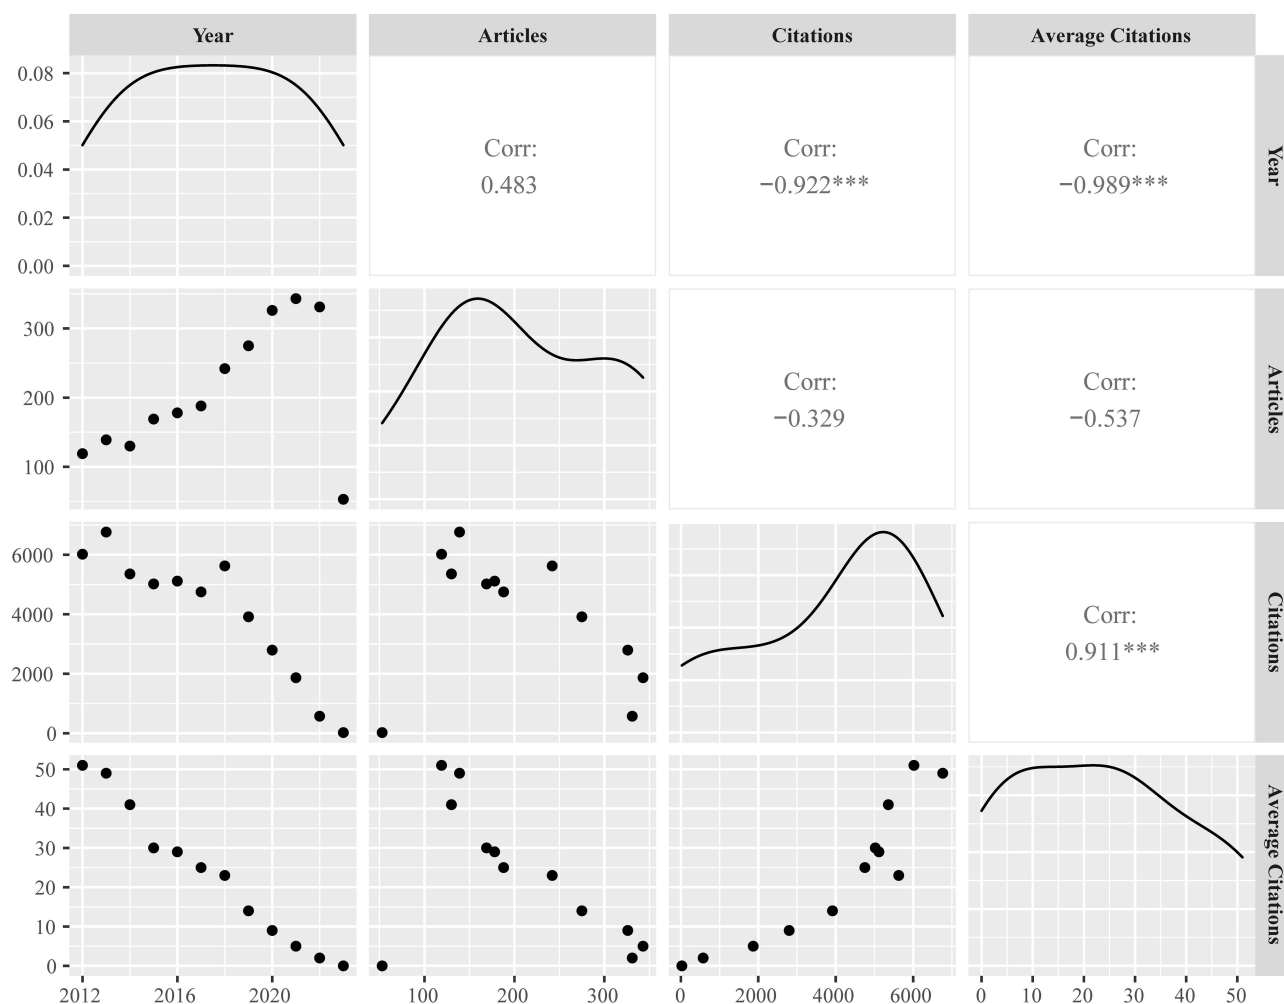 Year Articles Citations Average Citations
0.08
0.06
0.04
0.02
0.00
Corr:
0.483
Corr:
−0.922***
Corr:
−0.989***
Year
300
200
100
Corr:
−0.329
Corr:
−0.537
Articles
6000
4000
2000
0
Corr:
0.911***
Citations
50
40
30
20
10
0
Average Citations
2012 2016 2020 100 200 300 0 2000 4000 6000 0 10 20 30 40 50